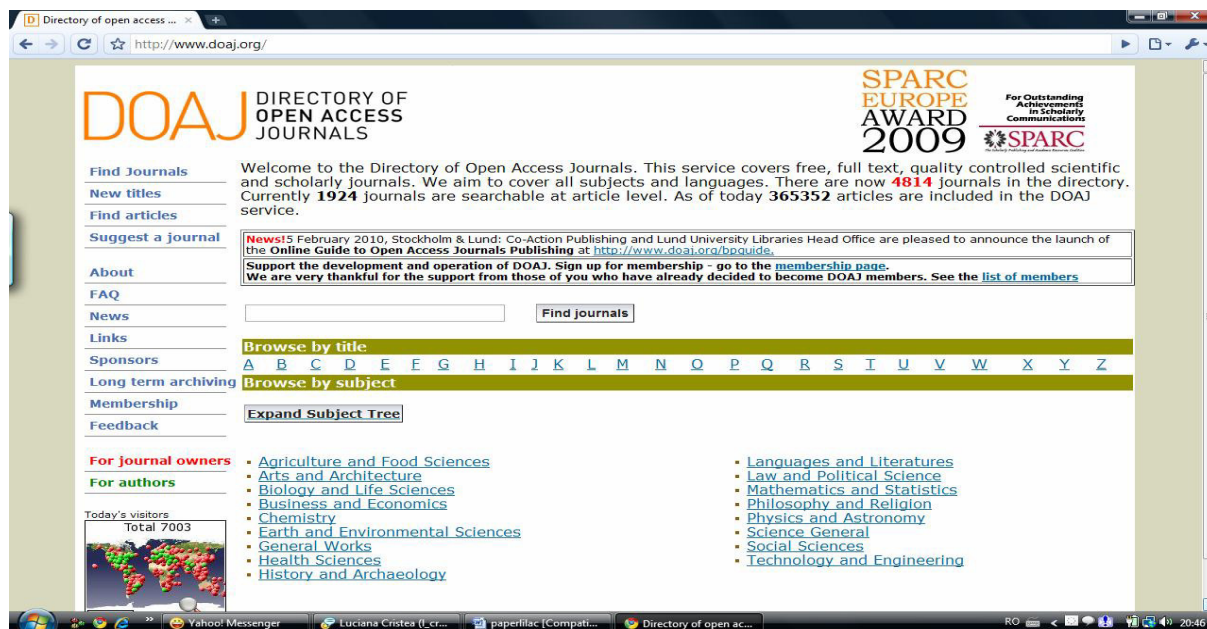 Directory of open access ...
http://www.doaj.org/
DOAJ
DIRECTORY OF
OPEN ACCESS
JOURNALS
SPARC
EUROPE
AWARD
2009
For Outstanding
Achievements
in Scholarly
Communications
SPARC
Find Journals
New titles
Find articles
Suggest a journal
About
FAQ
News
Links
Sponsors
Long term archiving
Membership
Feedback
For journal owners
For authors
Today's visitors
Total 7003
Welcome to the Directory of Open Access Journals. This service covers free, full text, quality controlled scientific
and scholarly journals. We aim to cover all subjects and languages. There are now 4814 journals in the directory.
Currently 1924 journals are searchable at article level. As of today 365352 articles are included in the DOAJ
service.
News!5 February 2010, Stockholm & Lund: Co-Action Publishing and Lund University Libraries Head Office are pleased to announce the launch of
the Online Guide to Open Access Journals Publishing at http://www.doaj.org/bpguide.
Support the development and operation of DOAJ. Sign up for membership - go to the membership page.
We are very thankful for the support from those of you who have already decided to become DOAJ members. See the list of members
Find journals
Browse by title
A B C D E F G H I J K L M N O P Q R S T U V W X Y Z
Browse by subject
Expand Subject Tree
Agriculture and Food Sciences
Arts and Architecture
Biology and Life Sciences
Business and Economics
Chemistry
Earth and Environmental Sciences
General Works
Health Sciences
History and Archaeology
Languages and Literatures
Law and Political Science
Mathematics and Statistics
Philosophy and Religion
Physics and Astronomy
Science General
Social Sciences
Technology and Engineering
Yahoo! Messenger
Luciana Cristea (l_cr...
paperlilac [Compati...
Directory of open ac...
RO
20:46